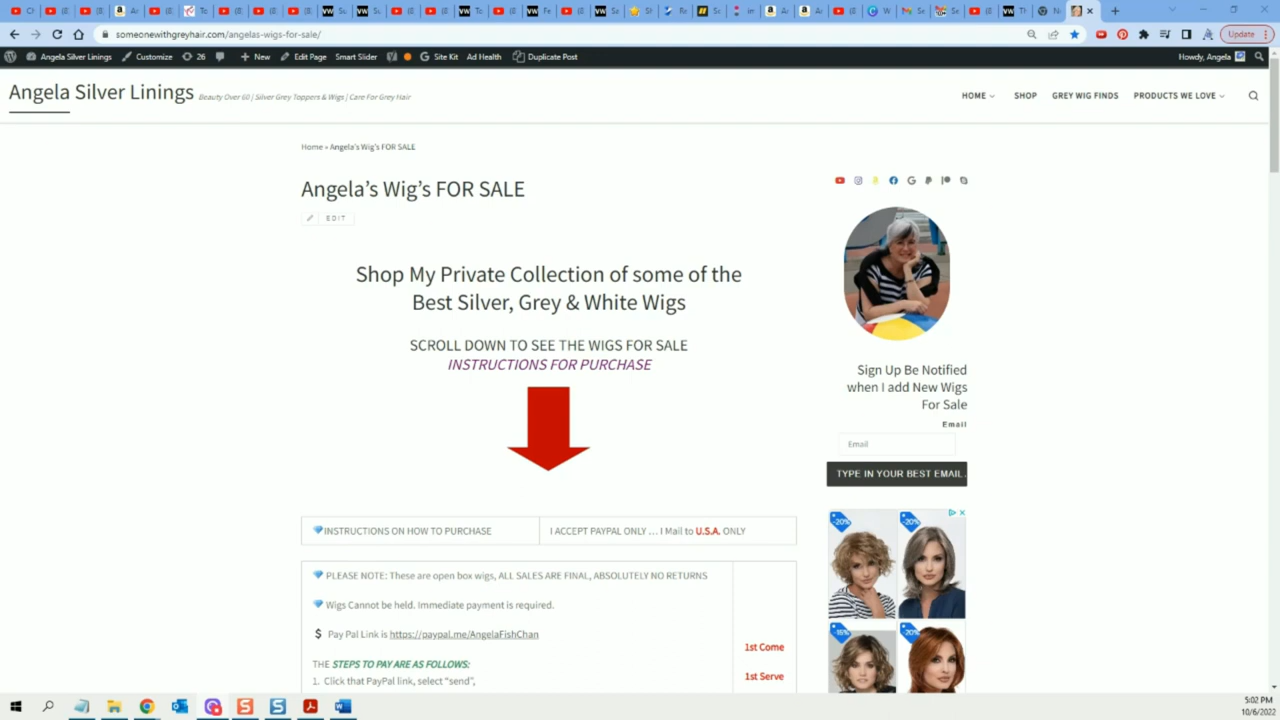 someonewithgreyhair.com/angelas-wigs-for-sale/
Update
Angela Silver Linings
Customize
26
New
Edit Page
Smart Slider
Site Kit
Ad Health
Duplicate Post
Howdy, Angela
Angela Silver Linings
Beauty Over 60 | Silver Grey Toppers & Wigs | Care For Grey Hair
HOME
SHOP
GREY WIG FINDS
PRODUCTS WE LOVE
Home » Angela's Wig's FOR SALE
Angela's Wig's FOR SALE
EDIT
Shop My Private Collection of some of the
Best Silver, Grey & White Wigs
SCROLL DOWN TO SEE THE WIGS FOR SALE
INSTRUCTIONS FOR PURCHASE
INSTRUCTIONS ON HOW TO PURCHASE
I ACCEPT PAYPAL ONLY … I Mail to U.S.A. ONLY
PLEASE NOTE: These are open box wigs, ALL SALES ARE FINAL, ABSOLUTELY NO RETURNS
Wigs Cannot be held. Immediate payment is required.
$ Pay Pal Link is https://paypal.me/AngelaFishChan
THE STEPS TO PAY ARE AS FOLLOWS:
1. Click that PayPal link, select "send",
1st Come
1st Serve
Sign Up Be Notified
when I add New Wigs
For Sale
Email
Email
TYPE IN YOUR BEST EMAIL.
-20%
-20%
-15%
-20%
5:02 PM
10/6/2022